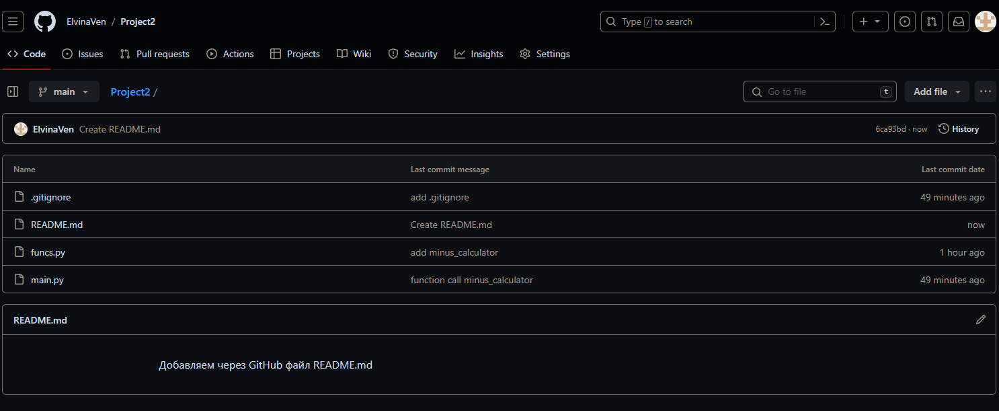 ElvinaVen / Project2
Type / to search
Code Issues Pull requests Actions Projects Wiki Security Insights Settings
main Project2 / Go to file t Add file
ElvinaVen Create README.md 6ca93bd · now History
Name Last commit message Last commit date
.gitignore add .gitignore 49 minutes ago
README.md Create README.md now
funcs.py add minus_calculator 1 hour ago
main.py function call minus_calculator 49 minutes ago
README.md
Добавляем через GitHub файл README.md